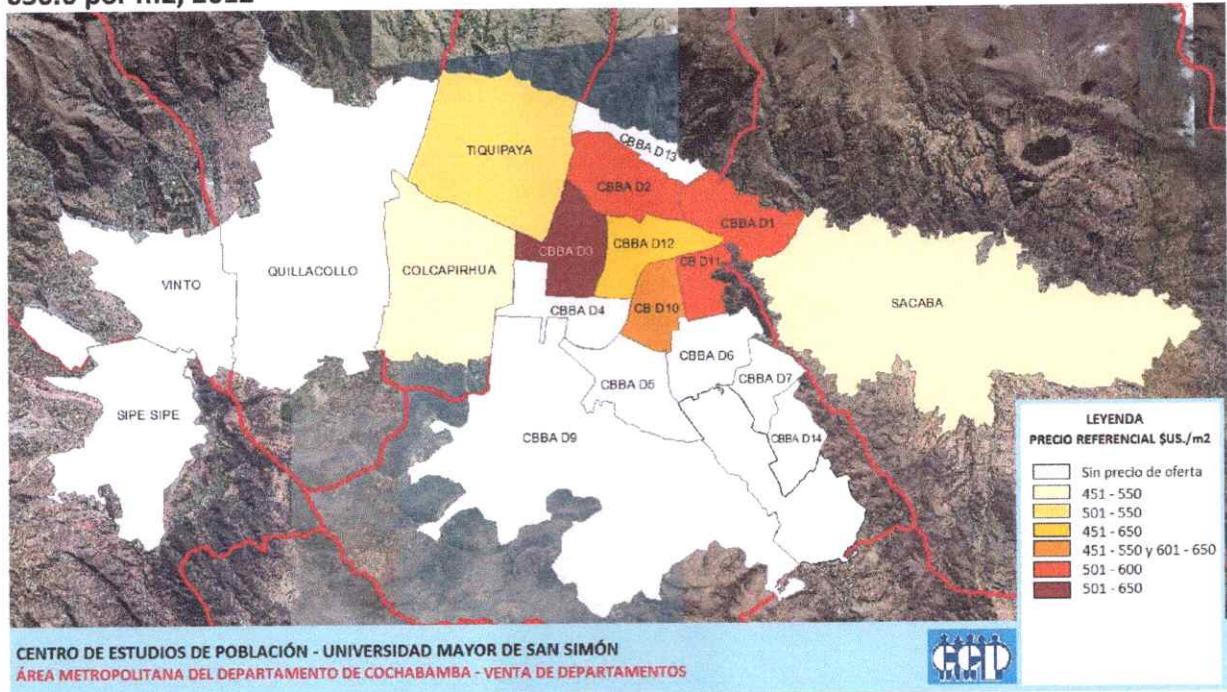 TIQUIPAYA
CBBA D13
CBBA D2
CBBA D1
CBBA D3
CBBA D12
CB D11
VINTO
QUILLACOLLO
COLCAPIRHUA
SACABA
CBBA D4
CB D10
CBBA D6
CBBA D5
CBBA D7
SIPE SIPE
CBBA D9
CBBA D14
LEYENDA
PRECIO REFERENCIAL $US./m2
Sin precio de oferta
451 - 550
501 - 550
451 - 650
451 - 550 y 601 - 650
501 - 600
501 - 650
CENTRO DE ESTUDIOS DE POBLACIÓN - UNIVERSIDAD MAYOR DE SAN SIMÓN
ÁREA METROPOLITANA DEL DEPARTAMENTO DE COCHABAMBA - VENTA DE DEPARTAMENTOS
CEP